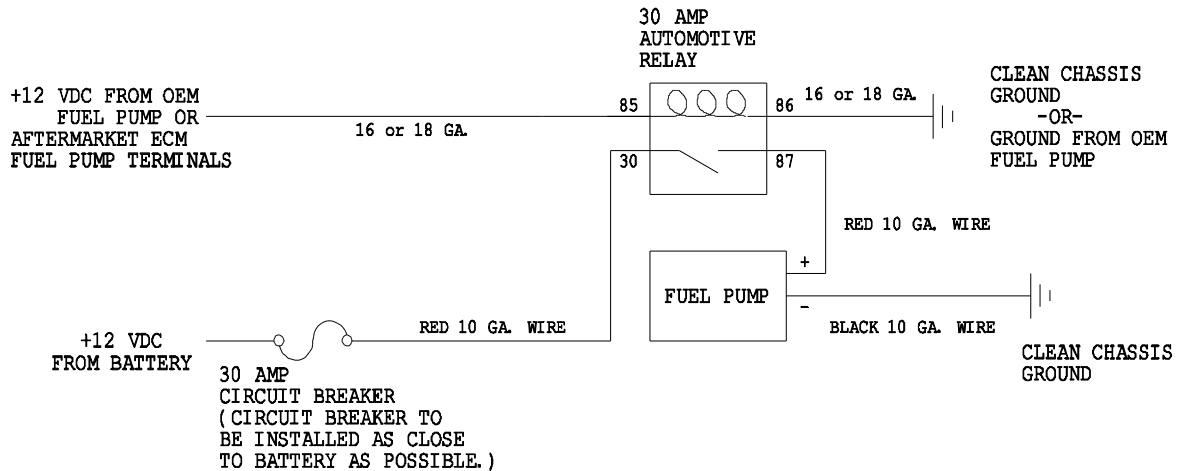 30 AMP
AUTOMOTIVE
RELAY
+12 VDC FROM OEM
FUEL PUMP OR
AFTERMARKET ECM
FUEL PUMP TERMINALS
16 or 18 GA.
85
86
30
87
16 or 18 GA.
CLEAN CHASSIS
GROUND
-OR-
GROUND FROM OEM
FUEL PUMP
RED 10 GA. WIRE
+
FUEL PUMP
-
BLACK 10 GA. WIRE
CLEAN CHASSIS
GROUND
+12 VDC
FROM BATTERY
RED 10 GA. WIRE
30 AMP
CIRCUIT BREAKER
(CIRCUIT BREAKER TO
BE INSTALLED AS CLOSE
TO BATTERY AS POSSIBLE.)